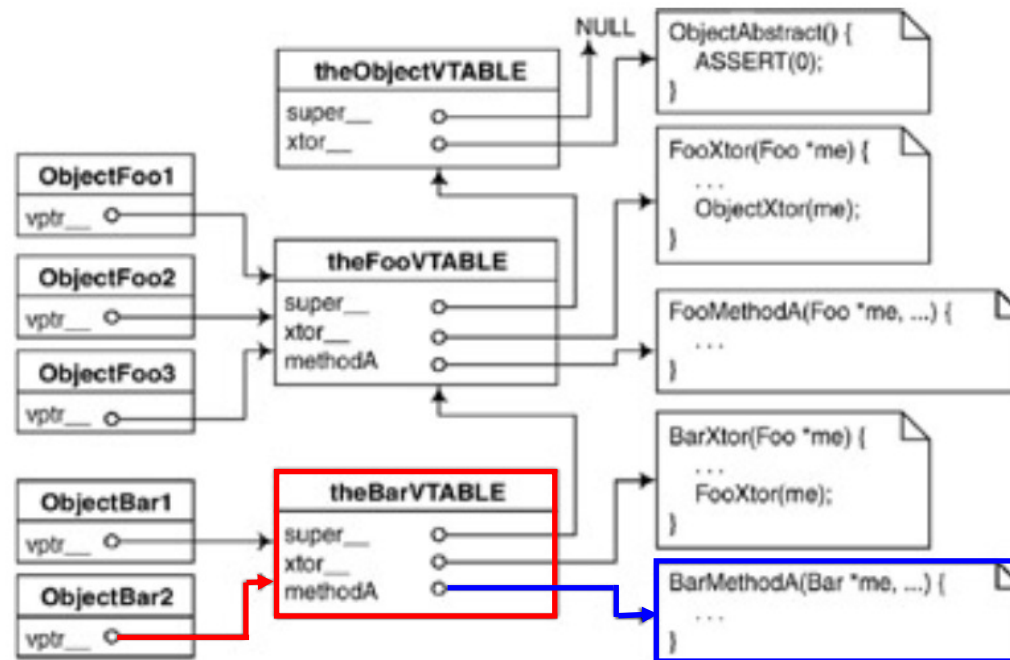 NULL
theObjectVTABLE
super__
xtor__
ObjectAbstract() {
ASSERT(0);
}
ObjectFoo1
vptr__
ObjectFoo2
vptr__
ObjectFoo3
vptr__
theFooVTABLE
super__
xtor__
methodA
FooXtor(Foo *me) {
...
ObjectXtor(me);
}
FooMethodA(Foo *me, ...) {
...
}
ObjectBar1
vptr__
ObjectBar2
vptr__
theBarVTABLE
super__
xtor__
methodA
BarXtor(Foo *me) {
...
FooXtor(me);
}
BarMethodA(Bar *me, ...) {
...
}